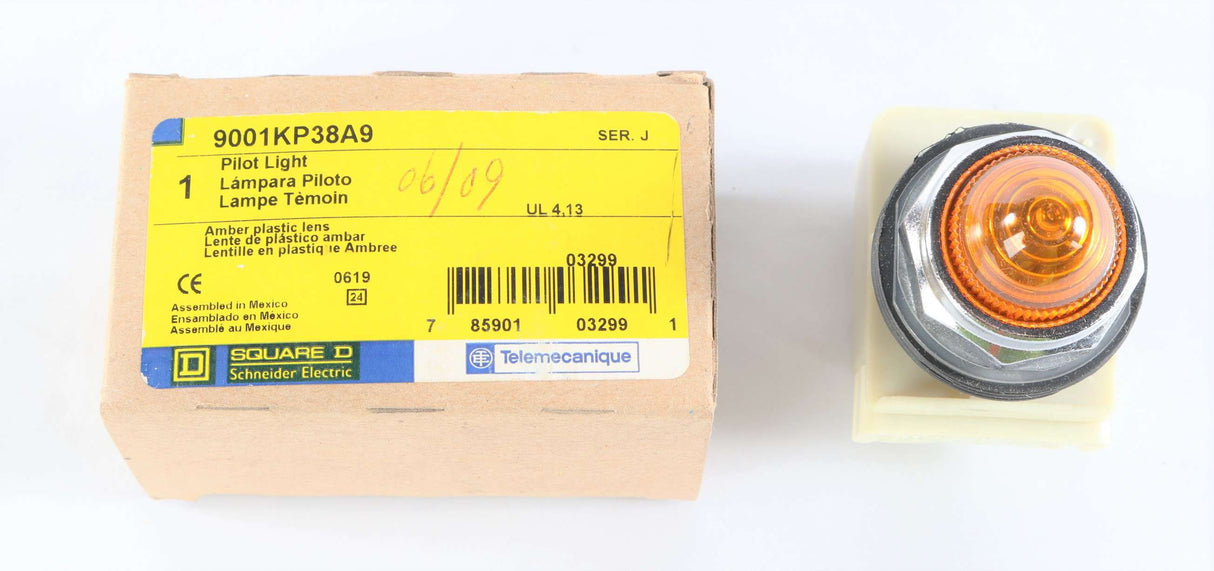 9001KP38A9
SER. J
1
Pilot Light
Lámpara Piloto
Lampe Tèmoin
06/09
UL 4,13
Amber plastic lens
Lente de plástico ambar
Lentille en plastique Ambree
CE
0619
24
03299
Assembled in Mexico
Ensamblado en México
Assemblé au Mexique
7 85901 03299 1
D SQUARE D
Schneider Electric
TE Telemecanique